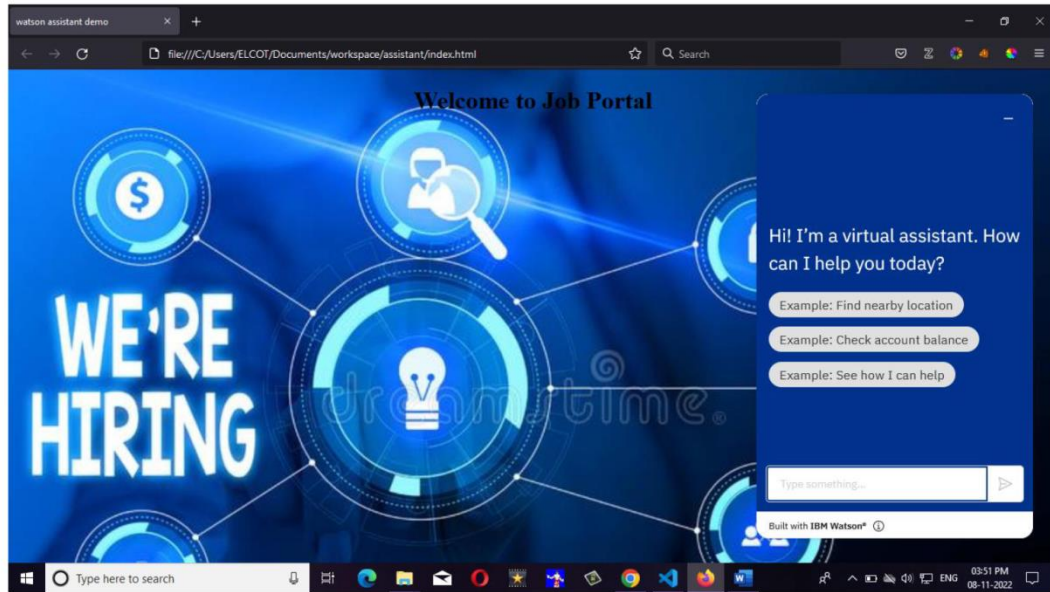 watson assistant demo
file:///C:/Users/ELCOT/Documents/workspace/assistant/index.html
Search
Welcome to Job Portal
WE'RE
HIRING
dreamstime.
Hi! I'm a virtual assistant. How
can I help you today?
Example: Find nearby location
Example: Check account balance
Example: See how I can help
Type something...
Built with IBM Watson®
Type here to search
ENG
03:51 PM
08-11-2022